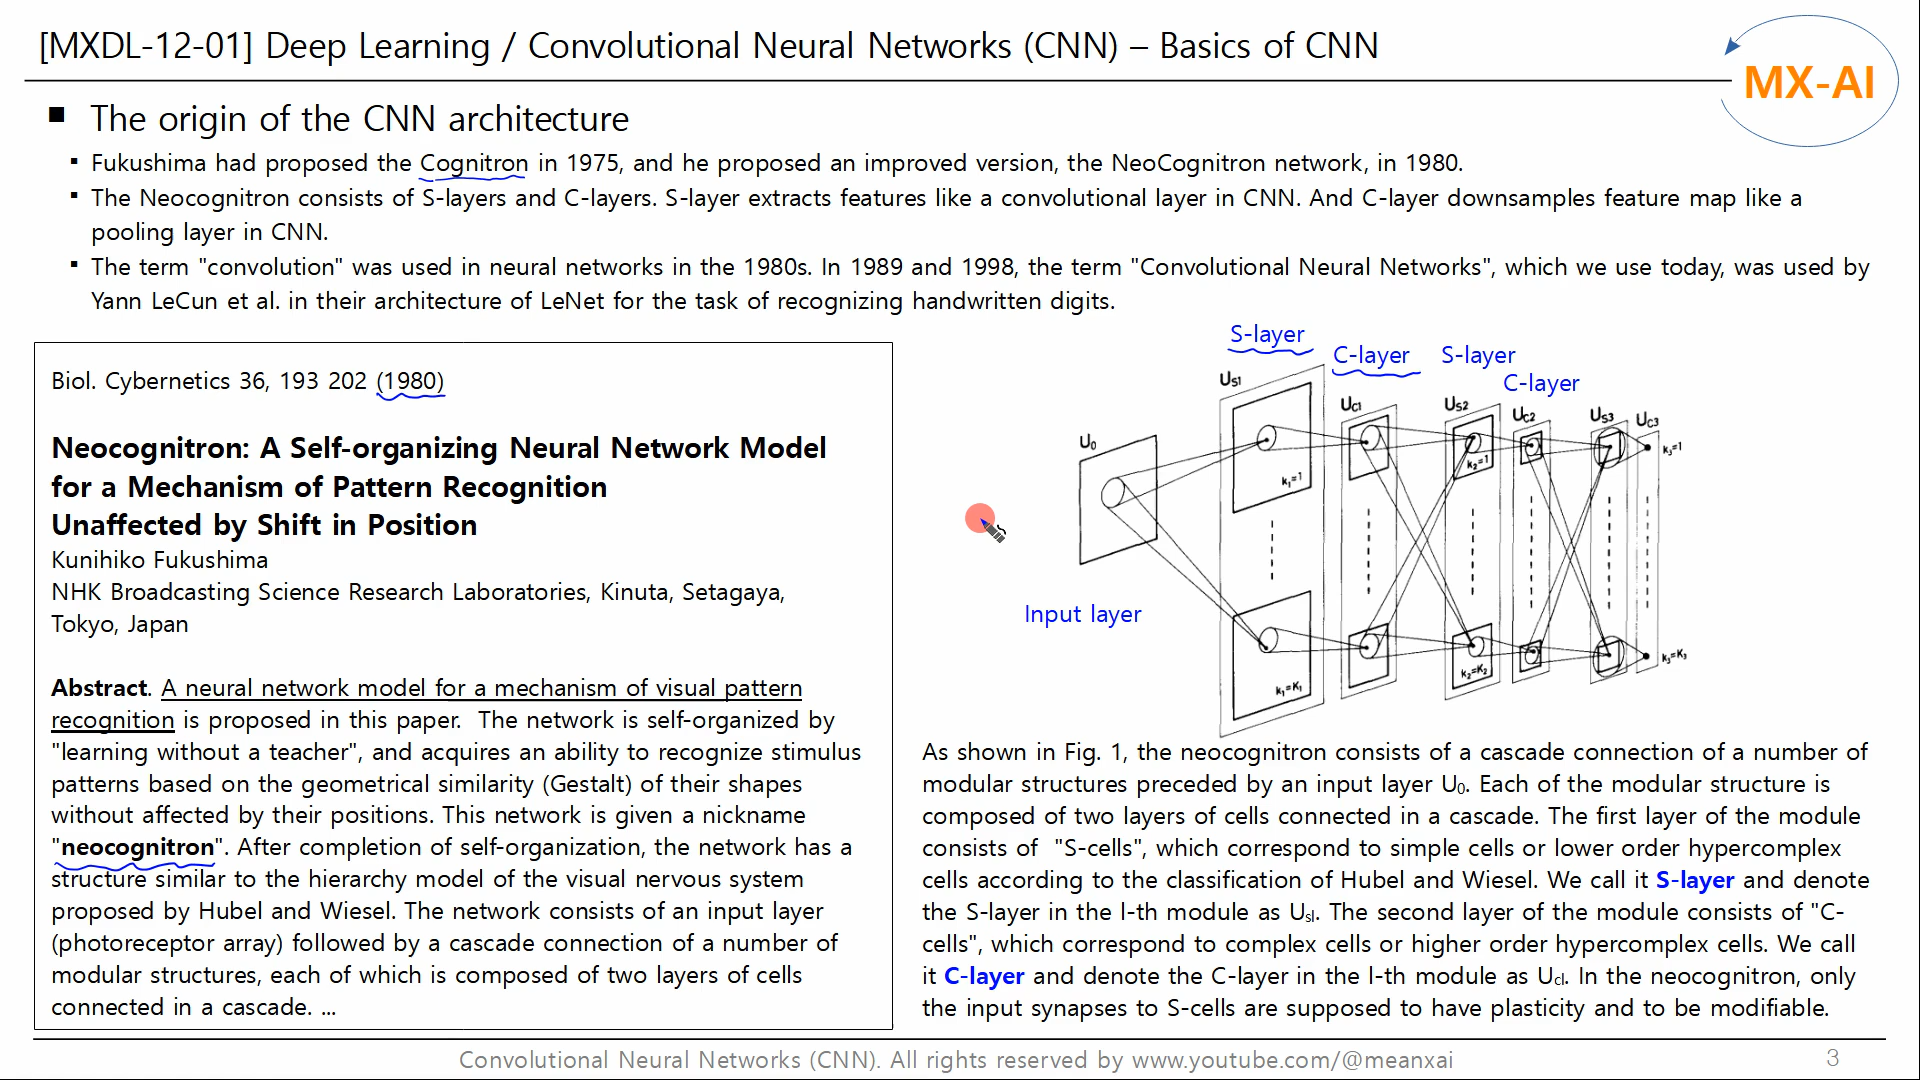 [MXDL-12-01] Deep Learning / Convolutional Neural Networks (CNN) – Basics of CNN
MX-AI
■ The origin of the CNN architecture
▪ Fukushima had proposed the Cognitron in 1975, and he proposed an improved version, the NeoCognitron network, in 1980.
▪ The Neocognitron consists of S-layers and C-layers. S-layer extracts features like a convolutional layer in CNN. And C-layer downsamples feature map like a
pooling layer in CNN.
▪ The term "convolution" was used in neural networks in the 1980s. In 1989 and 1998, the term "Convolutional Neural Networks", which we use today, was used by
Yann LeCun et al. in their architecture of LeNet for the task of recognizing handwritten digits.
Biol. Cybernetics 36, 193 202 (1980)
Neocognitron: A Self-organizing Neural Network Model
for a Mechanism of Pattern Recognition
Unaffected by Shift in Position
Kunihiko Fukushima
NHK Broadcasting Science Research Laboratories, Kinuta, Setagaya,
Tokyo, Japan
Abstract. A neural network model for a mechanism of visual pattern
recognition is proposed in this paper. The network is self-organized by
"learning without a teacher", and acquires an ability to recognize stimulus
patterns based on the geometrical similarity (Gestalt) of their shapes
without affected by their positions. This network is given a nickname
"neocognitron". After completion of self-organization, the network has a
structure similar to the hierarchy model of the visual nervous system
proposed by Hubel and Wiesel. The network consists of an input layer
(photoreceptor array) followed by a cascade connection of a number of
modular structures, each of which is composed of two layers of cells
connected in a cascade. ...
S-layer
C-layer S-layer
C-layer
U0 US1 UC1 US2 UC2 US3 UC3
k1=1 k2=1 k3=1
Input layer
k1=K1 k2=K2 k3=K3
As shown in Fig. 1, the neocognitron consists of a cascade connection of a number of
modular structures preceded by an input layer U0. Each of the modular structure is
composed of two layers of cells connected in a cascade. The first layer of the module
consists of "S-cells", which correspond to simple cells or lower order hypercomplex
cells according to the classification of Hubel and Wiesel. We call it S-layer and denote
the S-layer in the l-th module as Usl. The second layer of the module consists of "C-
cells", which correspond to complex cells or higher order hypercomplex cells. We call
it C-layer and denote the C-layer in the l-th module as Ucl. In the neocognitron, only
the input synapses to S-cells are supposed to have plasticity and to be modifiable.
Convolutional Neural Networks (CNN). All rights reserved by www.youtube.com/@meanxai
3